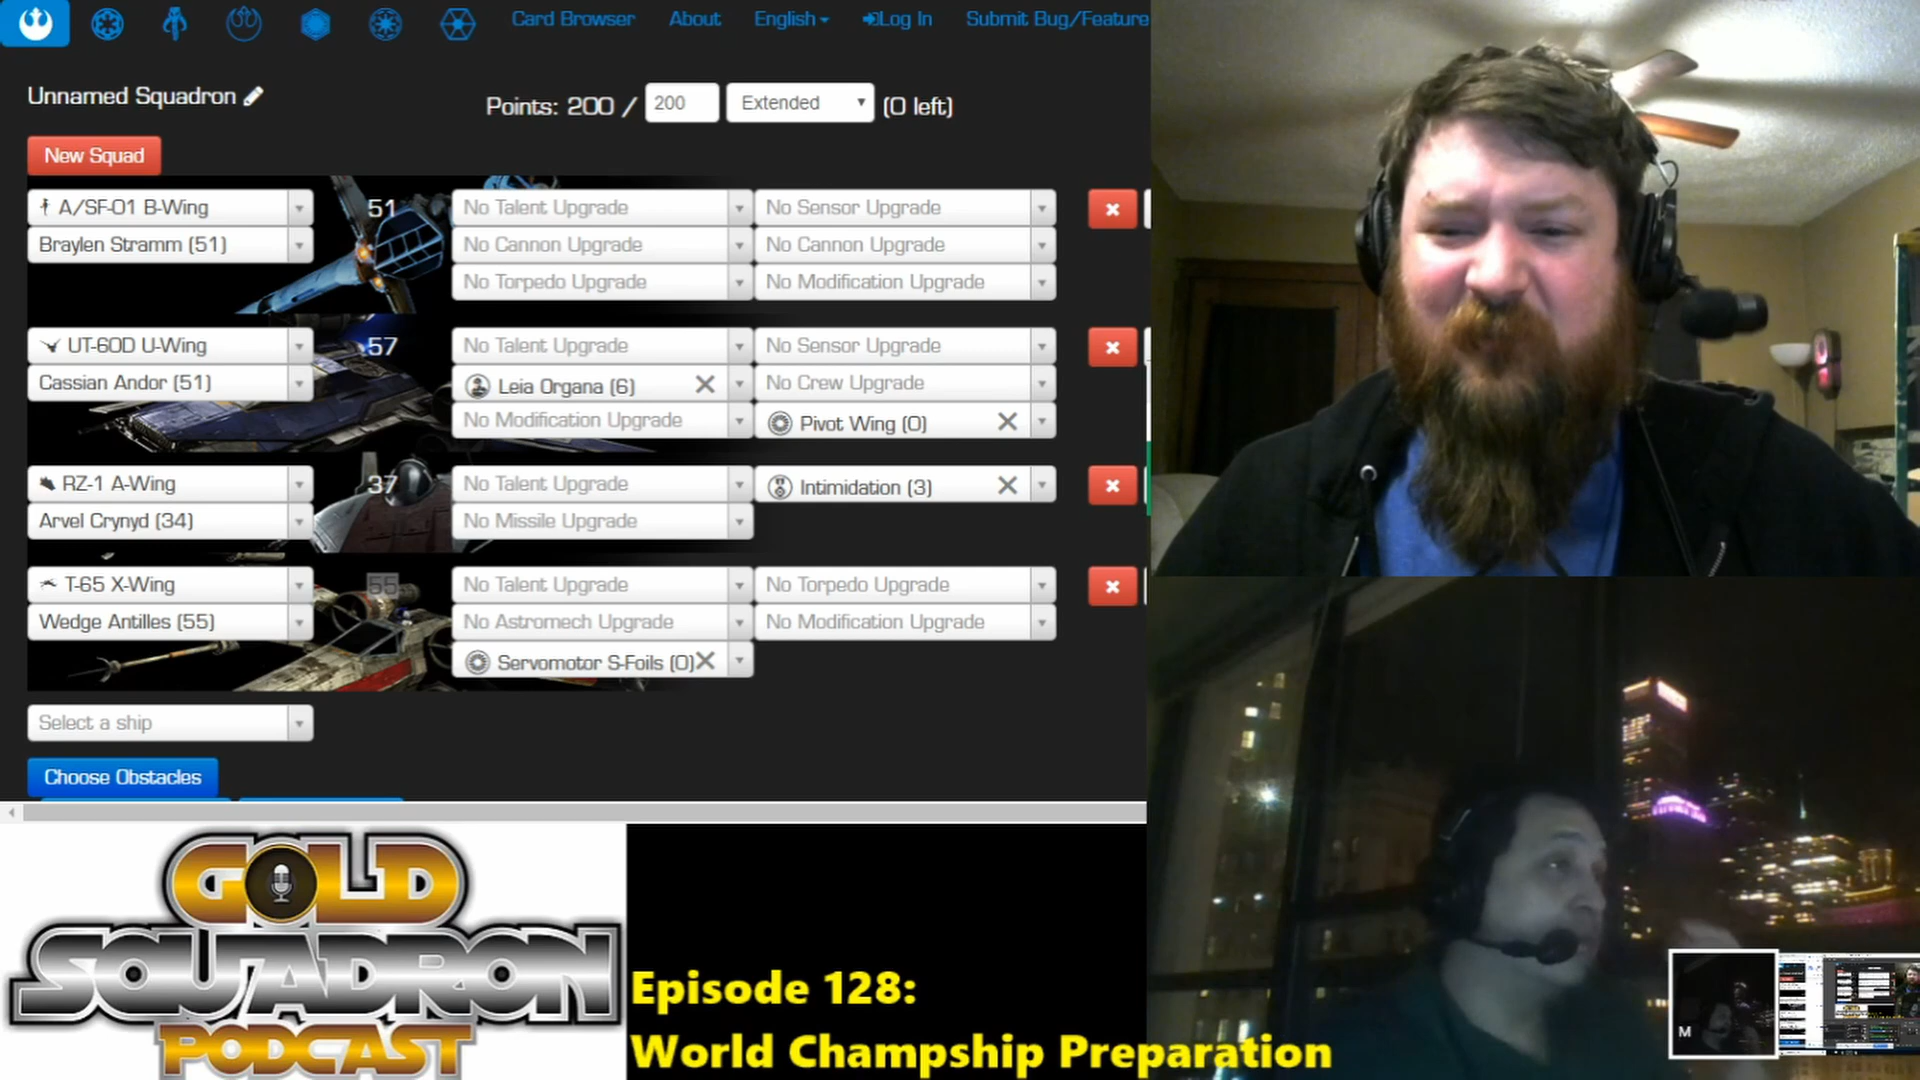 Card Browser About English Log In Submit Bug/Feature
Unnamed Squadron
Points: 200 / 200 Extended (0 left)
New Squad
A/SF-01 B-Wing 51 No Talent Upgrade No Sensor Upgrade
Braylen Stramm (51) No Cannon Upgrade No Cannon Upgrade
No Torpedo Upgrade No Modification Upgrade
UT-60D U-Wing 57 No Talent Upgrade No Sensor Upgrade
Cassian Andor (51) Leia Organa (6) No Crew Upgrade
No Modification Upgrade Pivot Wing (0)
RZ-1 A-Wing 37 No Talent Upgrade Intimidation (3)
Arvel Crynyd (34) No Missile Upgrade
T-65 X-Wing 55 No Talent Upgrade No Torpedo Upgrade
Wedge Antilles (55) No Astromech Upgrade No Modification Upgrade
Servomotor S-Foils (0)
Select a ship
Choose Obstacles
GOLD
SQUADRON
PODCAST
Episode 128:
World Champship Preparation
M